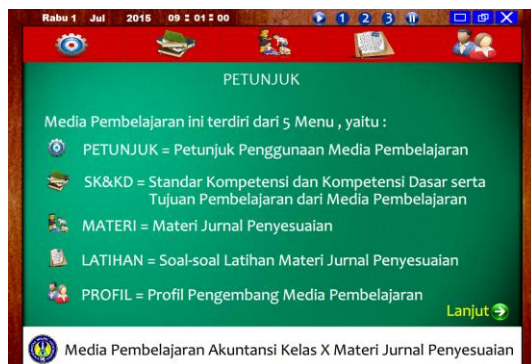 Rabu 1 Jul 2015 09 : 01 : 00 1 2 3
PETUNJUK
Media Pembelajaran ini terdiri dari 5 Menu , yaitu :
PETUNJUK = Petunjuk Penggunaan Media Pembelajaran
SK&KD = Standar Kompetensi dan Kompetensi Dasar serta
Tujuan Pembelajaran dari Media Pembelajaran
MATERI = Materi Jurnal Penyesuaian
LATIHAN = Soal-soal Latihan Materi Jurnal Penyesuaian
PROFIL = Profil Pengembang Media Pembelajaran
Lanjut
Media Pembelajaran Akuntansi Kelas X Materi Jurnal Penyesuaian